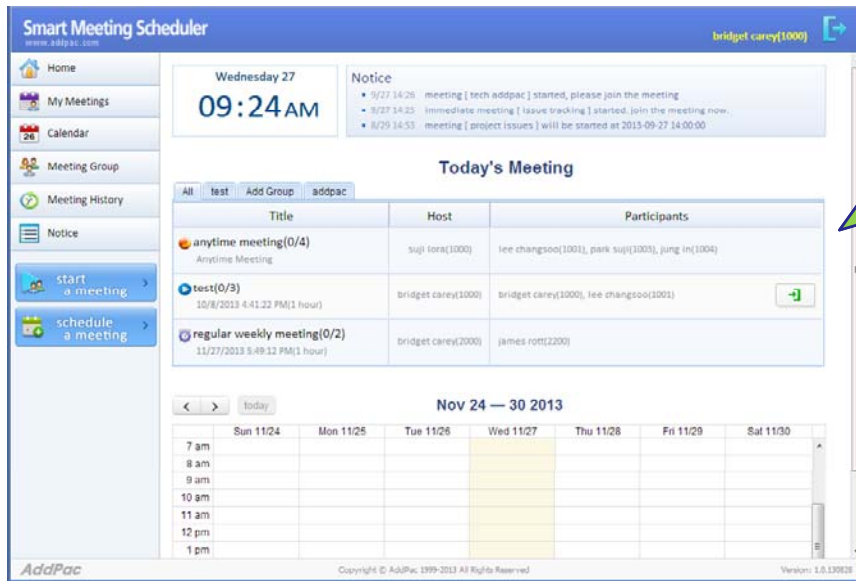 Smart Meeting Scheduler
www.addpac.com
bridget carey(1000)
Home
My Meetings
26
Calendar
Meeting Group
Meeting History
Notice
start
a meeting
schedule
a meeting
Wednesday 27
09:24 AM
Notice
9/27 14:26 meeting [ tech addpac ] started, please join the meeting
9/27 14:25 immediate meeting [ issue tracking ] started. join the meeting now.
8/29 14:53 meeting [ project issues ] will be started at 2013-09-27 14:00:00
Today's Meeting
All test Add Group addpac
Title Host Participants
anytime meeting(0/4) suji lora(1000) lee changsoo(1001), park suji(1003), jung in(1004)
Anytime Meeting
test(0/3) bridget carey(1000) bridget carey(1000), lee changsoo(1001)
10/8/2013 4:41:22 PM(1 hour)
regular weekly meeting(0/2) bridget carey(2000) james rott(2200)
11/27/2013 5:49:12 PM(1 hour)
today
Nov 24 — 30 2013
Sun 11/24 Mon 11/25 Tue 11/26 Wed 11/27 Thu 11/28 Fri 11/29 Sat 11/30
7 am
8 am
9 am
10 am
11 am
12 pm
1 pm
AddPac
Copyright © AddPac 1999-2013 All Rights Reserved
Version: 1.0.130828